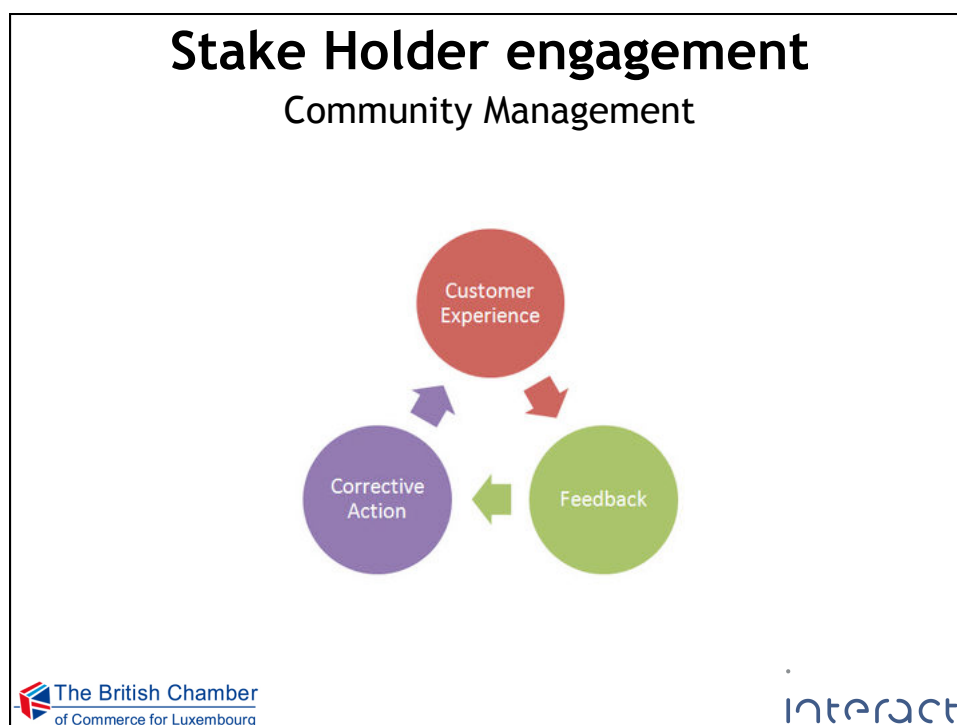 Stake Holder engagement
Community Management
Customer
Experience
Corrective
Action
Feedback
The British Chamber
of Commerce for Luxembourg
interact